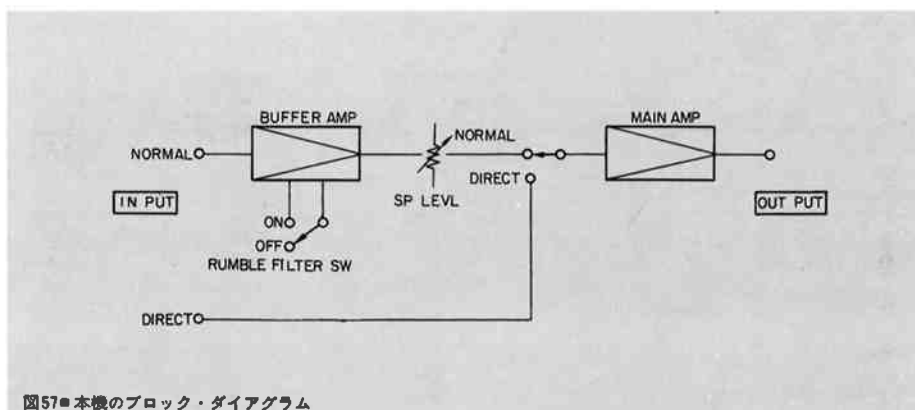 BUFFER AMP
MAIN AMP
NORMAL
NORMAL
DIRECT
IN PUT
SP LEVL
OUT PUT
ON
OFF
RUMBLE FILTER SW
DIRECT
図57■本機のブロック・ダイアグラム